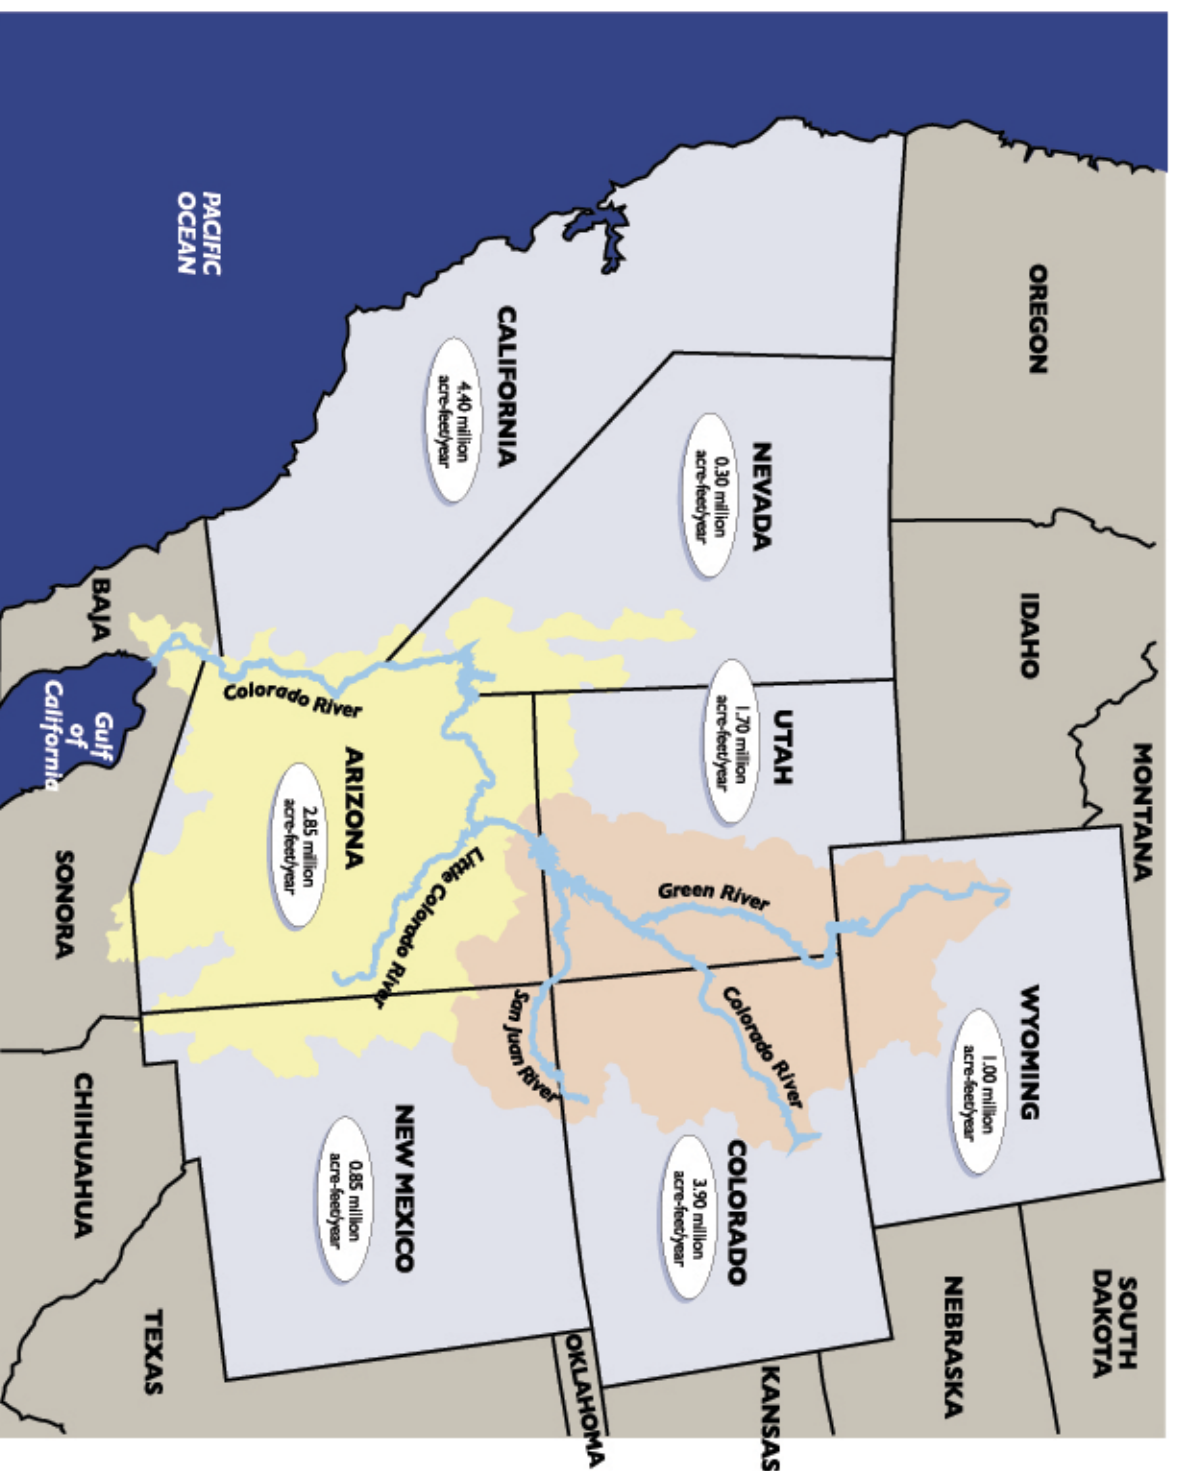 OREGON
IDAHO
MONTANA
SOUTH
DAKOTA
WYOMING
1.00 million
acre-feet/year
NEBRASKA
NEVADA
0.30 million
acre-feet/year
UTAH
1.70 million
acre-feet/year
Green River
Colorado River
COLORADO
3.90 million
acre-feet/year
KANSAS
CALIFORNIA
4.40 million
acre-feet/year
San Juan River
Little Colorado River
OKLAHOMA
ARIZONA
2.85 million
acre-feet/year
NEW MEXICO
0.85 million
acre-feet/year
Colorado River
PACIFIC
OCEAN
BAJA
Gulf
of
California
SONORA
CHIHUAHUA
TEXAS